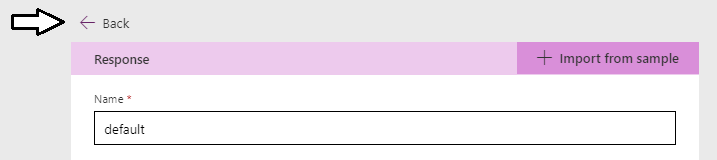 Back
Response
+ Import from sample
Name *
default